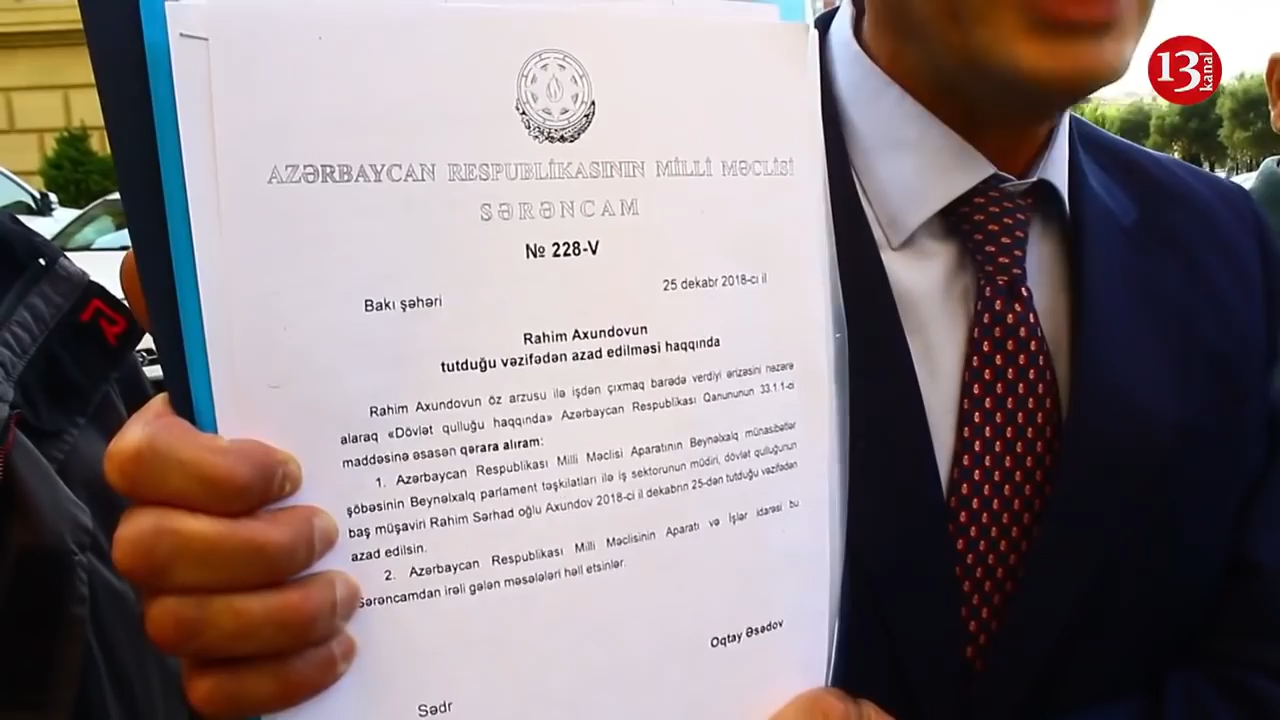 13
kanal
AZƏRBAYCAN RESPUBLİKASININ MİLLİ MƏCLİSİ
SƏRƏNCAM
№ 228-V
Bakı şəhəri
25 dekabr 2018-ci il
Rahim Axundovun
tutduğu vəzifədən azad edilməsi haqqında
Rahim Axundovun öz arzusu ilə işdən çıxmaq barədə verdiyi ərizəsini nəzərə
alaraq «Dövlət qulluğu haqqında» Azərbaycan Respublikası Qanununun 33.1.1-ci
maddəsinə əsasən qərara alıram:
1. Azərbaycan Respublikası Milli Məclisi Aparatının Beynəlxalq münasibətlər
şöbəsinin Beynəlxalq parlament təşkilatları ilə iş sektorunun müdiri, dövlət qulluğunun
baş müşaviri Rahim Sərhad oğlu Axundov 2018-ci il dekabrın 25-dən tutduğu vəzifədən
azad edilsin.
2. Azərbaycan Respublikası Milli Məclisinin Aparatı və İşlər idarəsi bu
Sərəncamdan irəli gələn məsələləri həll etsinlər.
Oqtay Əsədov
Sədr